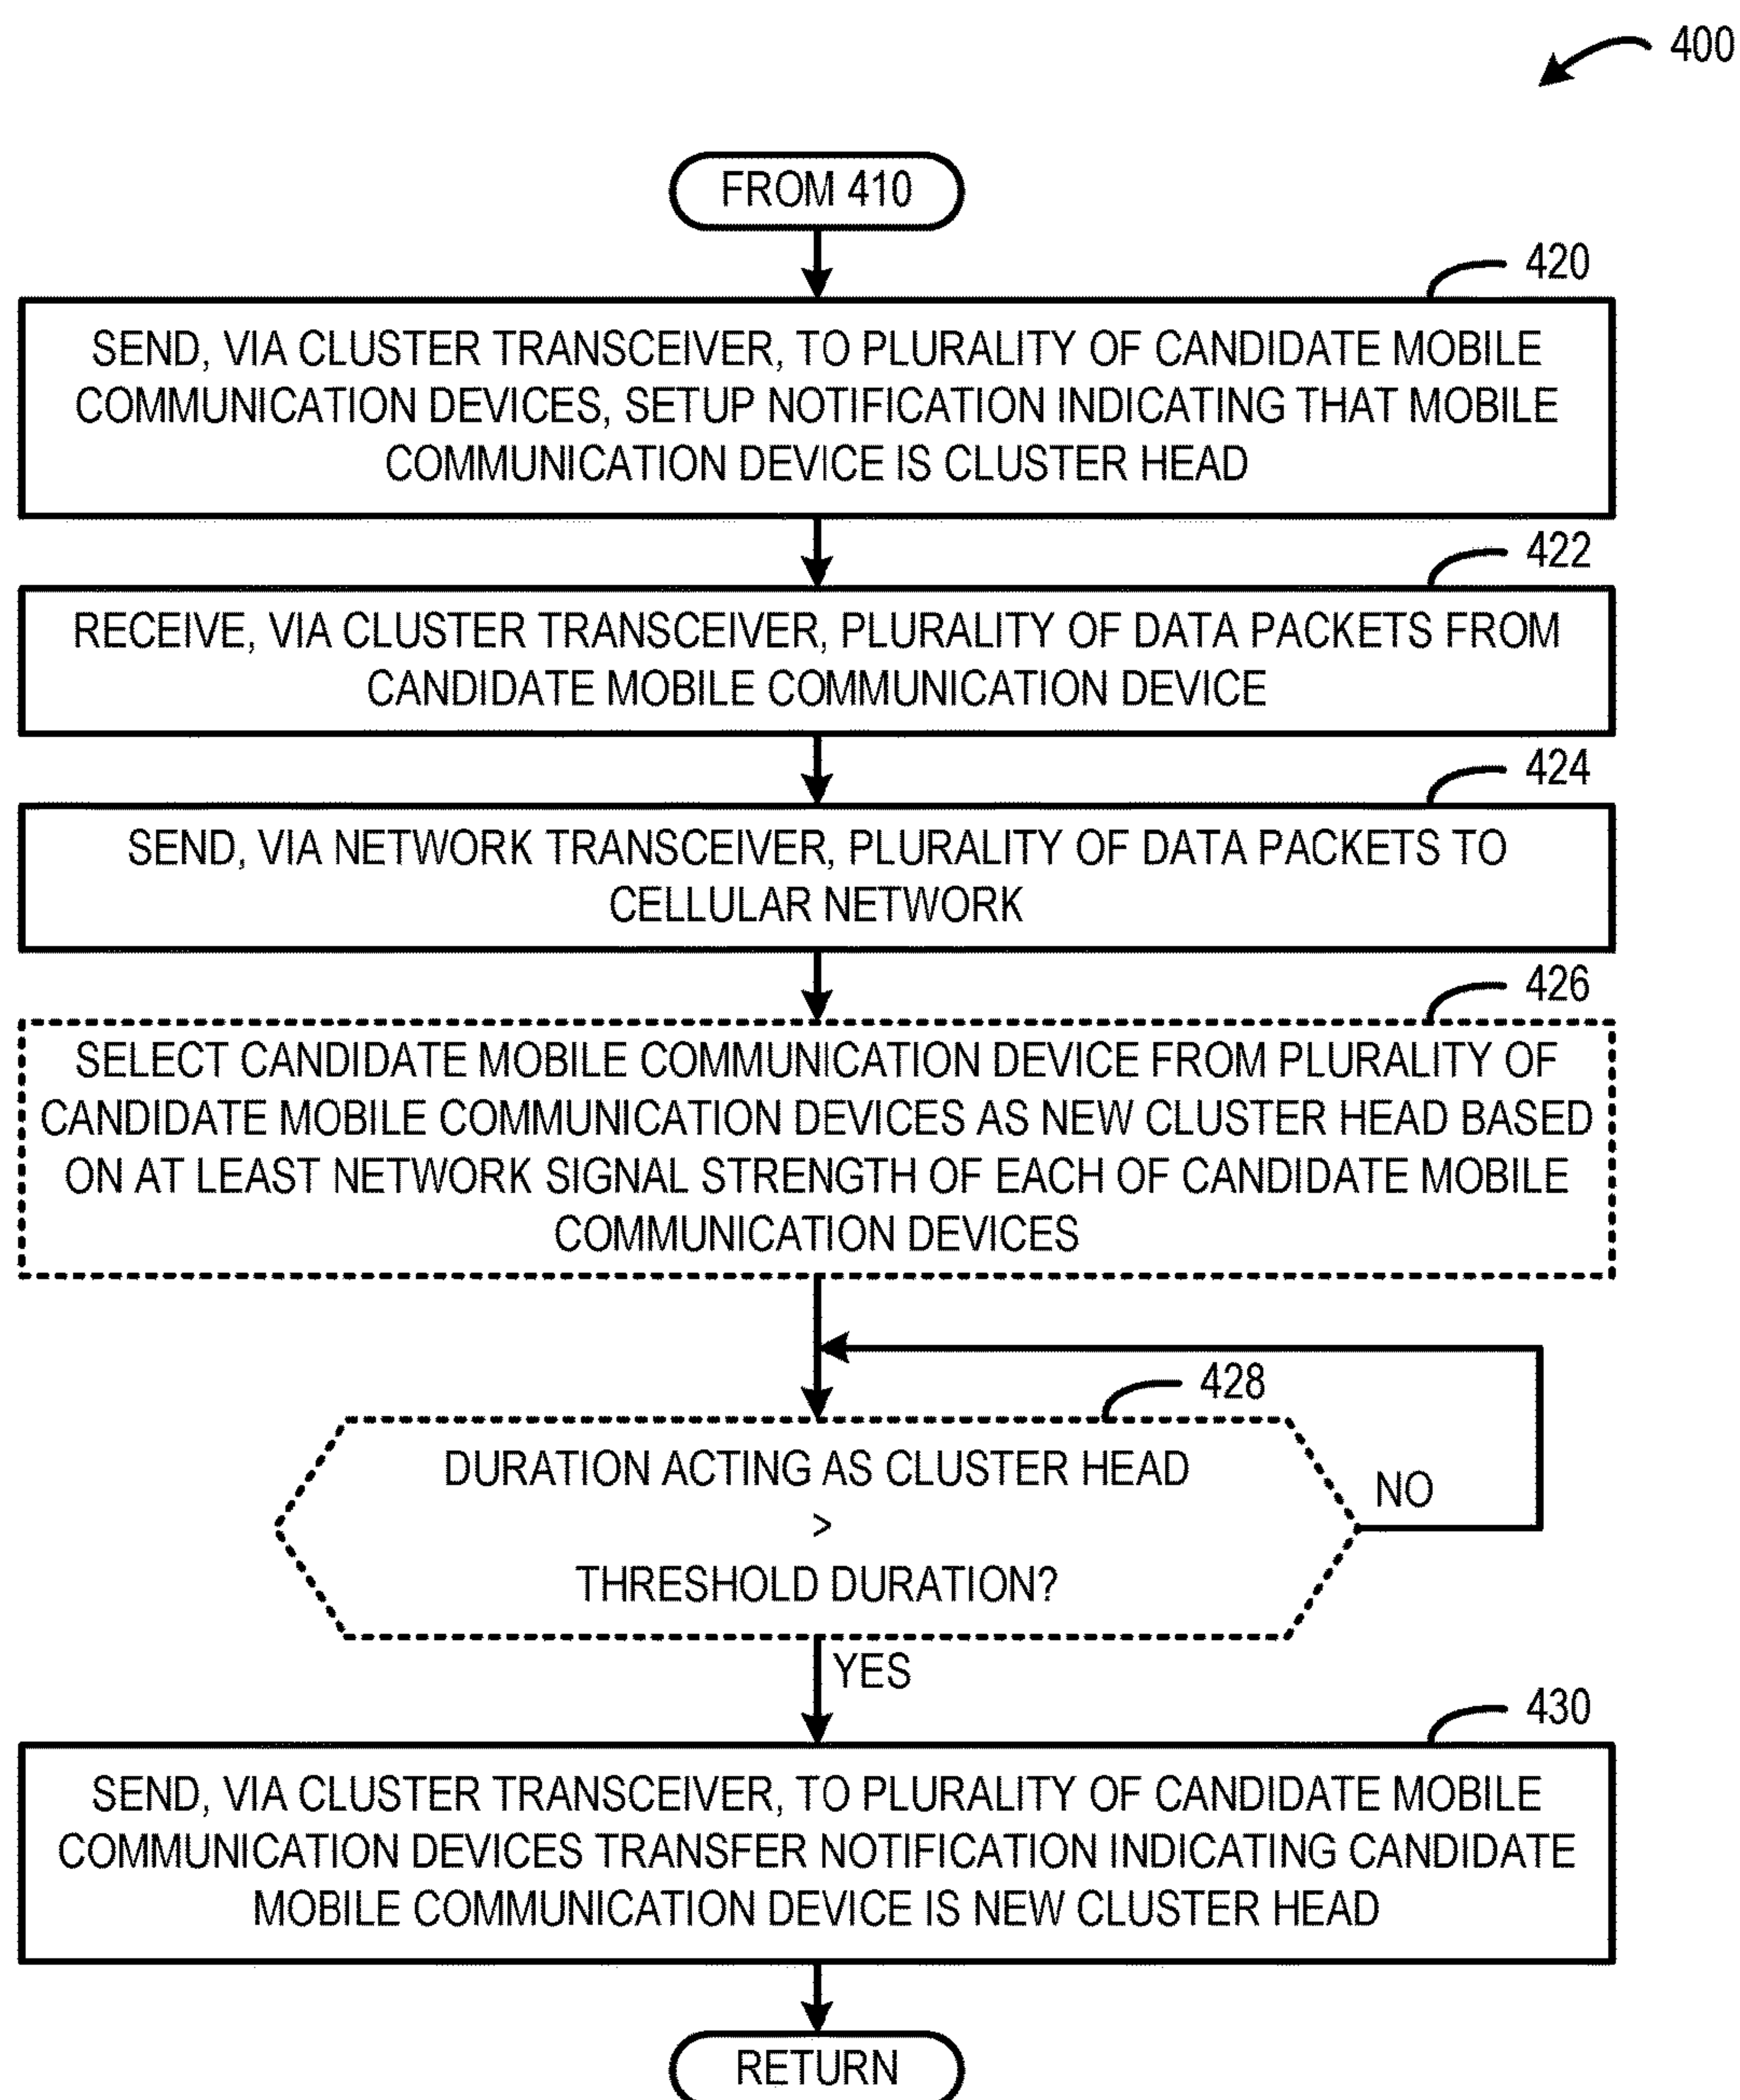 400
FROM 410
420
SEND, VIA CLUSTER TRANSCEIVER, TO PLURALITY OF CANDIDATE MOBILE
COMMUNICATION DEVICES, SETUP NOTIFICATION INDICATING THAT MOBILE
COMMUNICATION DEVICE IS CLUSTER HEAD
422
RECEIVE, VIA CLUSTER TRANSCEIVER, PLURALITY OF DATA PACKETS FROM
CANDIDATE MOBILE COMMUNICATION DEVICE
424
SEND, VIA NETWORK TRANSCEIVER, PLURALITY OF DATA PACKETS TO
CELLULAR NETWORK
426
SELECT CANDIDATE MOBILE COMMUNICATION DEVICE FROM PLURALITY OF
CANDIDATE MOBILE COMMUNICATION DEVICES AS NEW CLUSTER HEAD BASED
ON AT LEAST NETWORK SIGNAL STRENGTH OF EACH OF CANDIDATE MOBILE
COMMUNICATION DEVICES
428
DURATION ACTING AS CLUSTER HEAD
>
THRESHOLD DURATION?
NO
YES
430
SEND, VIA CLUSTER TRANSCEIVER, TO PLURALITY OF CANDIDATE MOBILE
COMMUNICATION DEVICES TRANSFER NOTIFICATION INDICATING CANDIDATE
MOBILE COMMUNICATION DEVICE IS NEW CLUSTER HEAD
RETURN